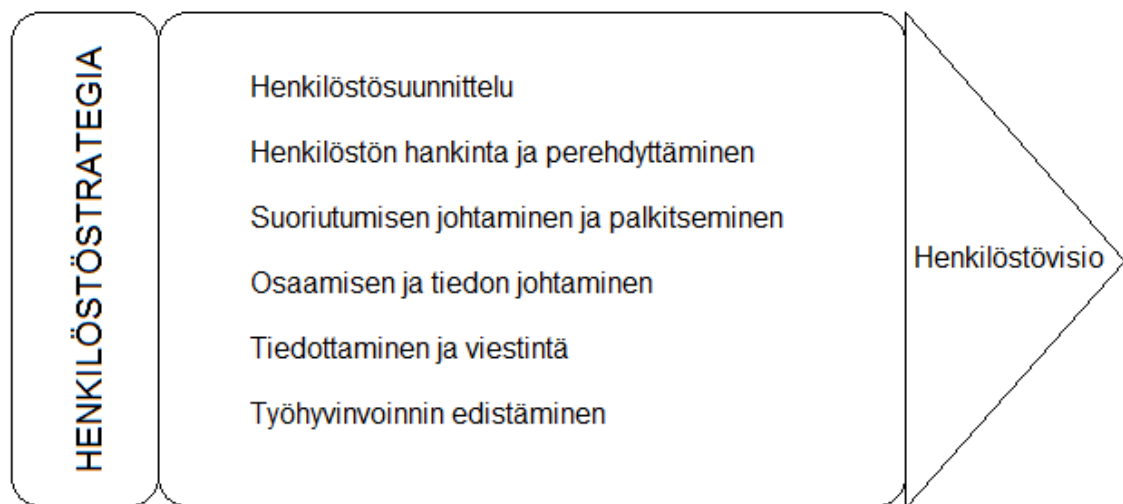 HENKILÖSTÖSTRATEGIA
Henkilöstösuunnittelu
Henkilöstön hankinta ja perehdyttäminen
Suoriutumisen johtaminen ja palkitseminen
Osaamisen ja tiedon johtaminen
Tiedottaminen ja viestintä
Työhyvinvoinnin edistäminen
Henkilöstövisio